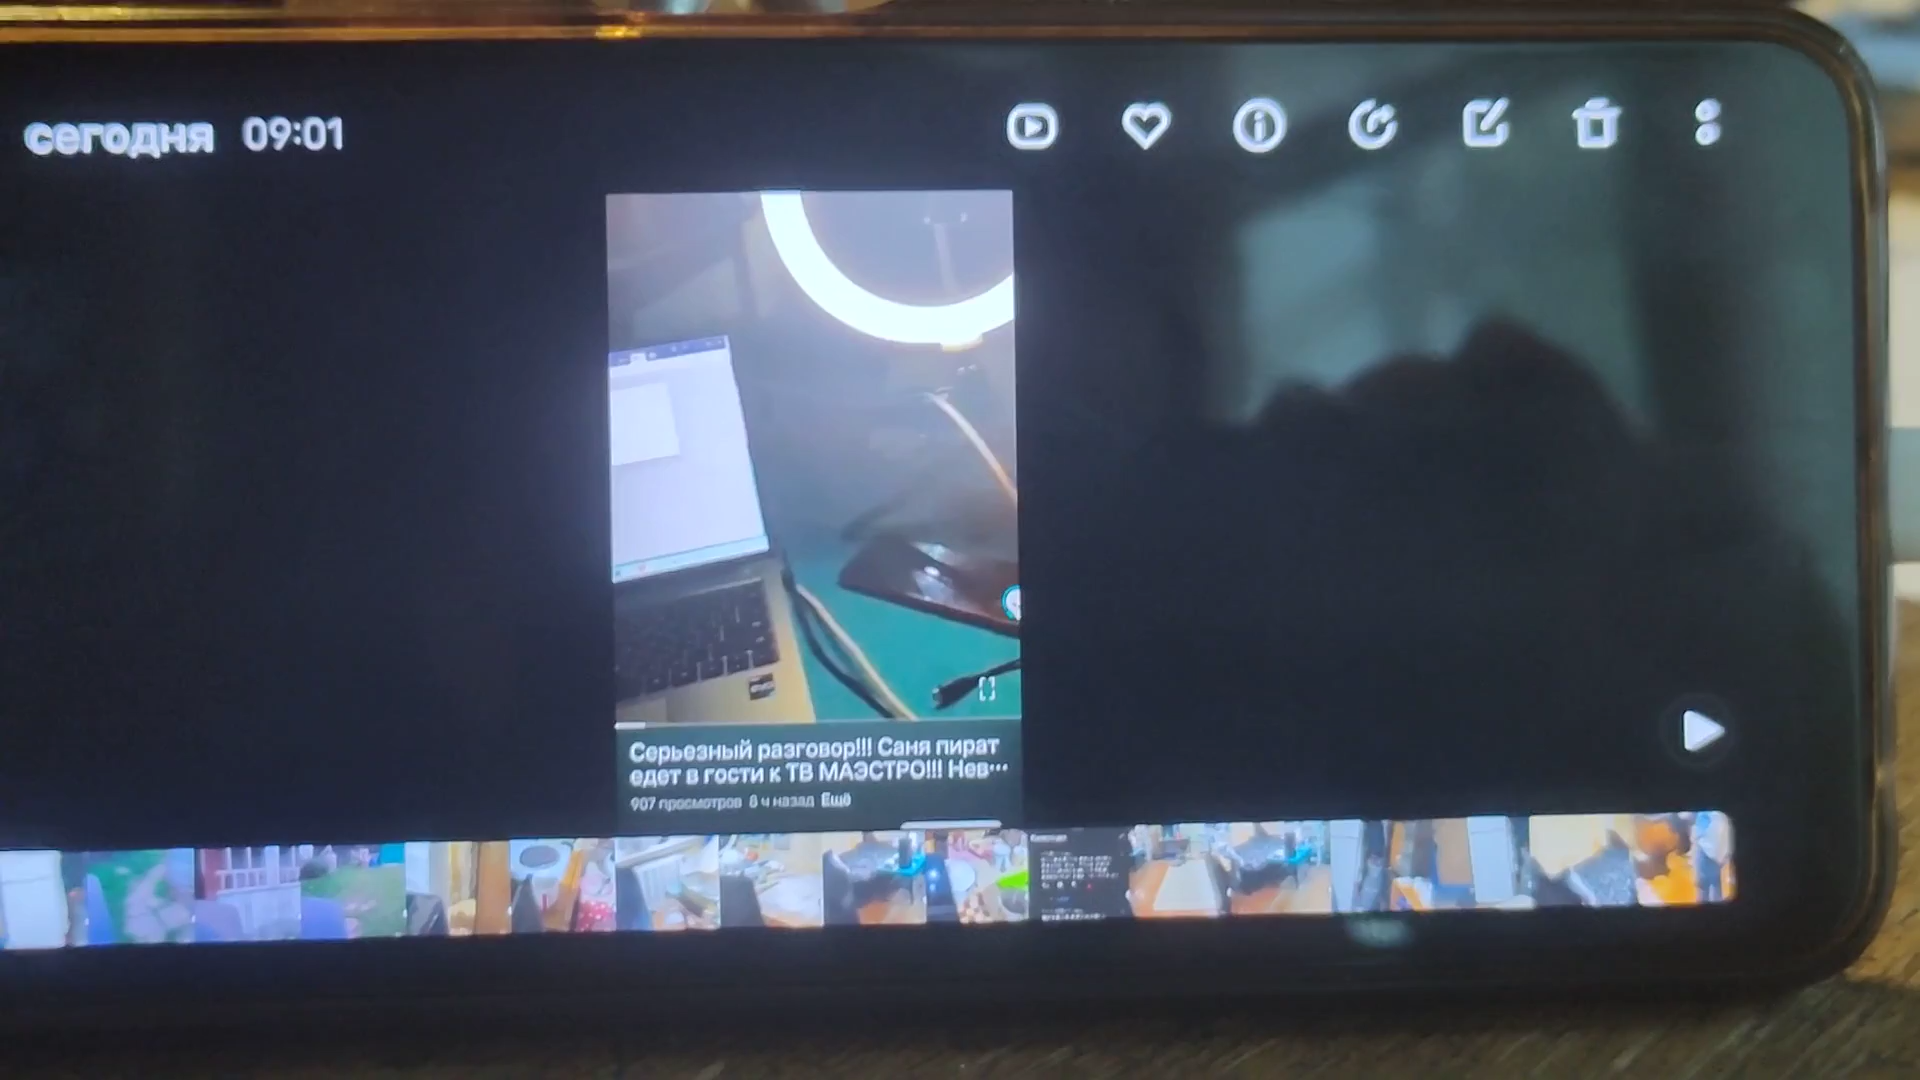 сегодня 09:01
Серьезный разговор!!! Саня пират
едет в гости к ТВ МАЭСТРО!!! Нев...
907 просмотров 8 ч назад Ещё